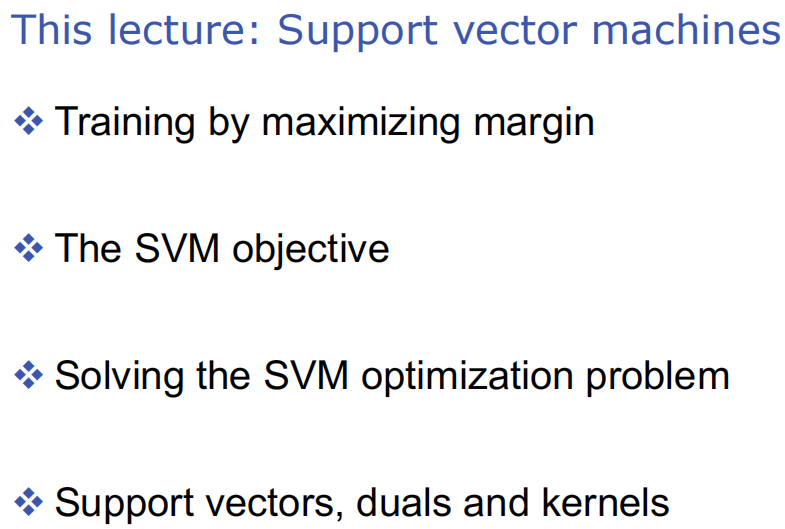 This lecture: Support vector machines
❖ Training by maximizing margin
❖ The SVM objective
❖ Solving the SVM optimization problem
❖ Support vectors, duals and kernels